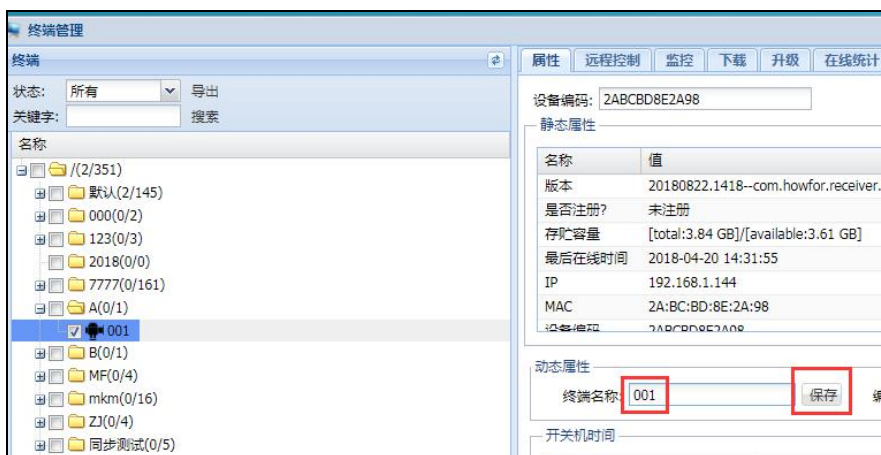 终端管理
终端
状态: 所有 导出
关键字: 搜索
名称
/(2/351)
默认(2/145)
000(0/2)
123(0/3)
2018(0/0)
7777(0/161)
A(0/1)
001
B(0/1)
MF(0/4)
mkm(0/16)
ZJ(0/4)
同步测试(0/5)
属性 远程控制 监控 下载 升级 在线统计
设备编码: 2ABCBD8E2A98
静态属性
名称 值
版本 20180822.1418--com.howfor.receiver.
是否注册? 未注册
存贮容量 [total:3.84 GB]/[available:3.61 GB]
最后在线时间 2018-04-20 14:31:55
IP 192.168.1.144
MAC 2A:BC:BD:8E:2A:98
设备编码 2ABCBD8E2A98
动态属性
终端名称: 001 保存
开关机时间